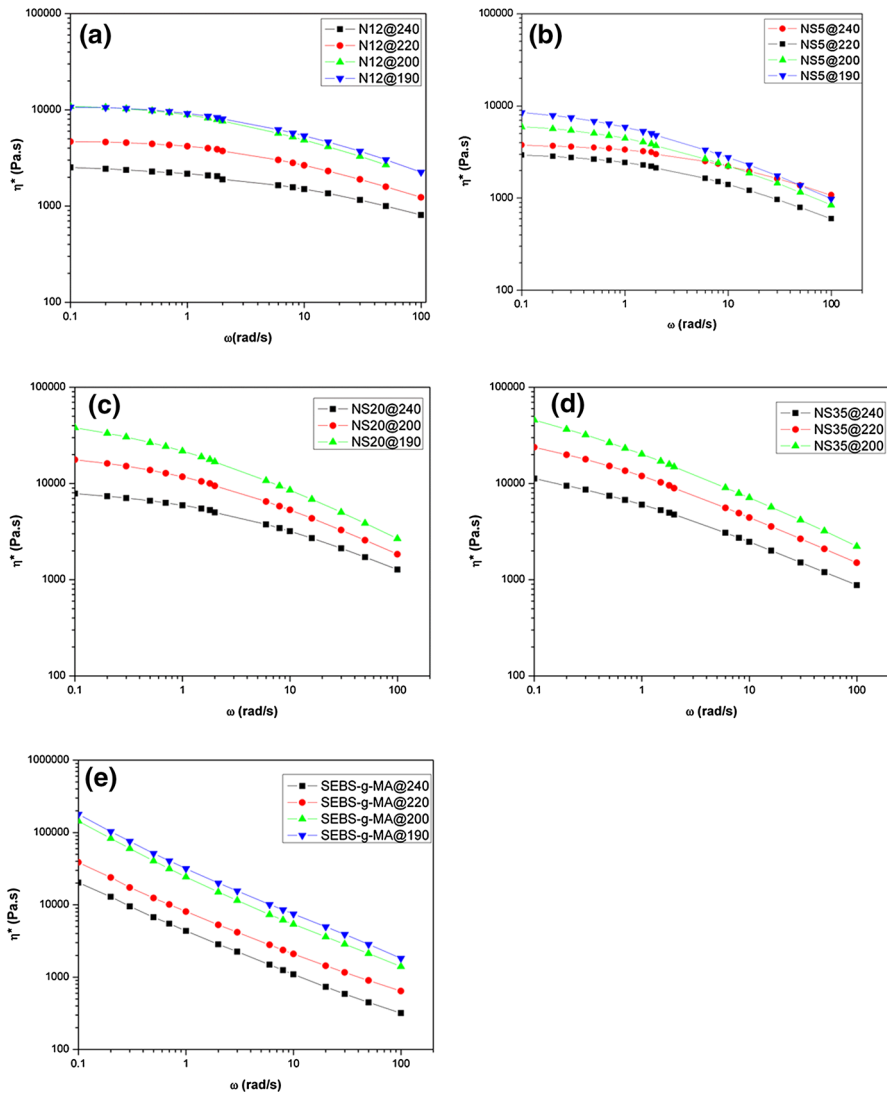 (a)
N12@240
N12@220
N12@200
N12@190
100000
10000
1000
100
η* (Pa.s)
0.1 1 10 100
ω(rad/s)
(b)
NS5@240
NS5@220
NS5@200
NS5@190
100000
10000
1000
100
η* (Pa.s)
0.1 1 10 100
ω (rad/s)
(c)
NS20@240
NS20@200
NS20@190
100000
10000
1000
100
η* (Pa.s)
0.1 1 10 100
ω (rad/s)
(d)
NS35@240
NS35@220
NS35@200
100000
10000
1000
100
η* (Pa.s)
0.1 1 10 100
ω (rad/s)
(e)
SEBS-g-MA@240
SEBS-g-MA@220
SEBS-g-MA@200
SEBS-g-MA@190
1000000
100000
10000
1000
100
η* (Pa.s)
0.1 1 10 100
ω (rad/s)